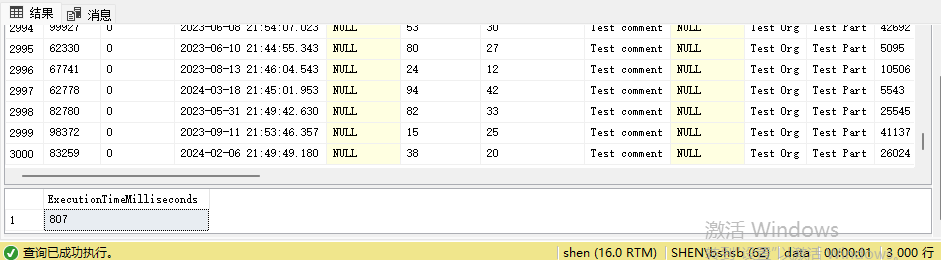 结果 消息
2994 99927 0 2023-06-08 21:54:07.023 NULL 53 30 Test comment NULL Test Org Test Part 42692
2995 62330 0 2023-06-10 21:44:55.343 NULL 80 27 Test comment NULL Test Org Test Part 5095
2996 67741 0 2023-08-13 21:46:04.543 NULL 24 12 Test comment NULL Test Org Test Part 10506
2997 62778 0 2024-03-18 21:45:01.953 NULL 94 42 Test comment NULL Test Org Test Part 5543
2998 82780 0 2023-05-31 21:49:42.630 NULL 82 33 Test comment NULL Test Org Test Part 25545
2999 98372 0 2023-09-11 21:53:46.357 NULL 15 25 Test comment NULL Test Org Test Part 41137
3000 83259 0 2024-02-06 21:49:49.180 NULL 38 20 Test comment NULL Test Org Test Part 26024
ExecutionTimeMilliseconds
1 807
激活 Windows
查询已成功执行。 shen (16.0 RTM) SHEN\bshsb (62) data 00:00:01 3,000 行